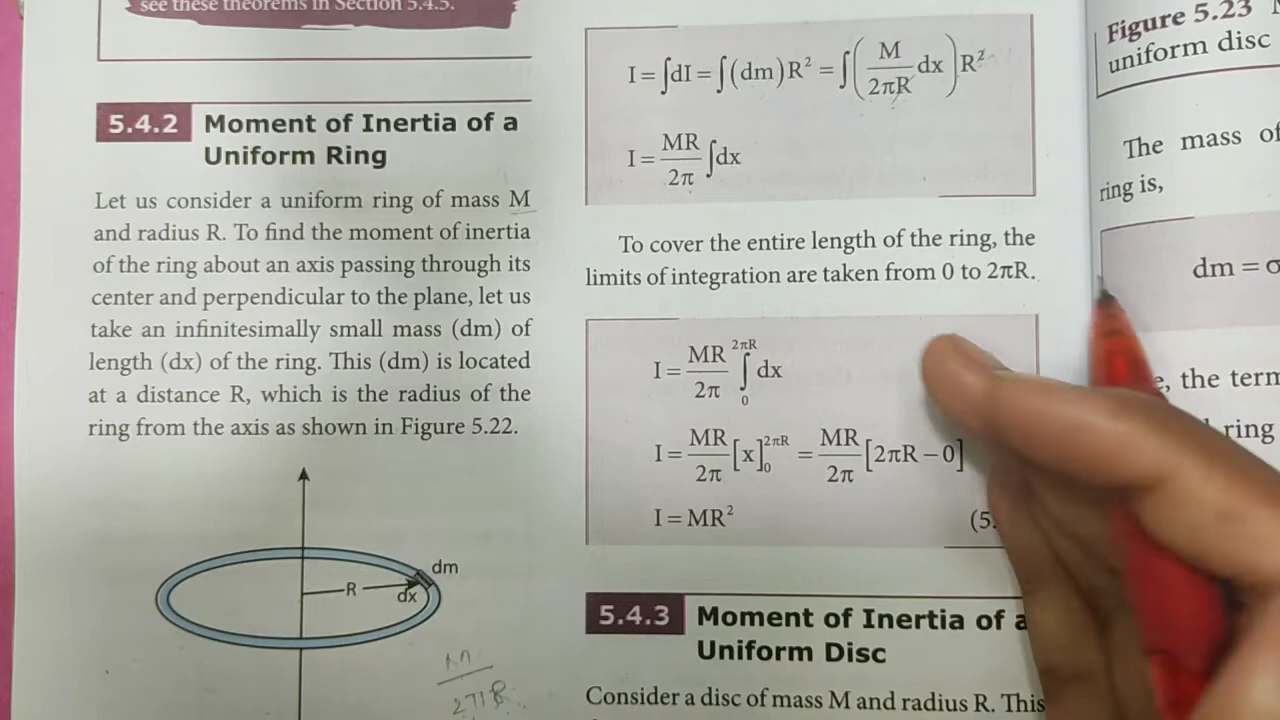 see these theorems in Section 5.4.5.
5.4.2 Moment of Inertia of a
Uniform Ring
Let us consider a uniform ring of mass M
and radius R. To find the moment of inertia
of the ring about an axis passing through its
center and perpendicular to the plane, let us
take an infinitesimally small mass (dm) of
length (dx) of the ring. This (dm) is located
at a distance R, which is the radius of the
ring from the axis as shown in Figure 5.22.
dm
R
dx
M
2πR
I = ∫dI = ∫(dm)R² = ∫(M/2πR dx)R²
I = MR/2π ∫dx
To cover the entire length of the ring, the
limits of integration are taken from 0 to 2πR.
I = MR/2π ∫₀^2πR dx
I = MR/2π [x]₀^2πR = MR/2π [2πR − 0]
I = MR² (5.
5.4.3 Moment of Inertia of a
Uniform Disc
Consider a disc of mass M and radius R. This
Figure 5.23
uniform disc
The mass of
ring is,
dm = σ
, the term
ring